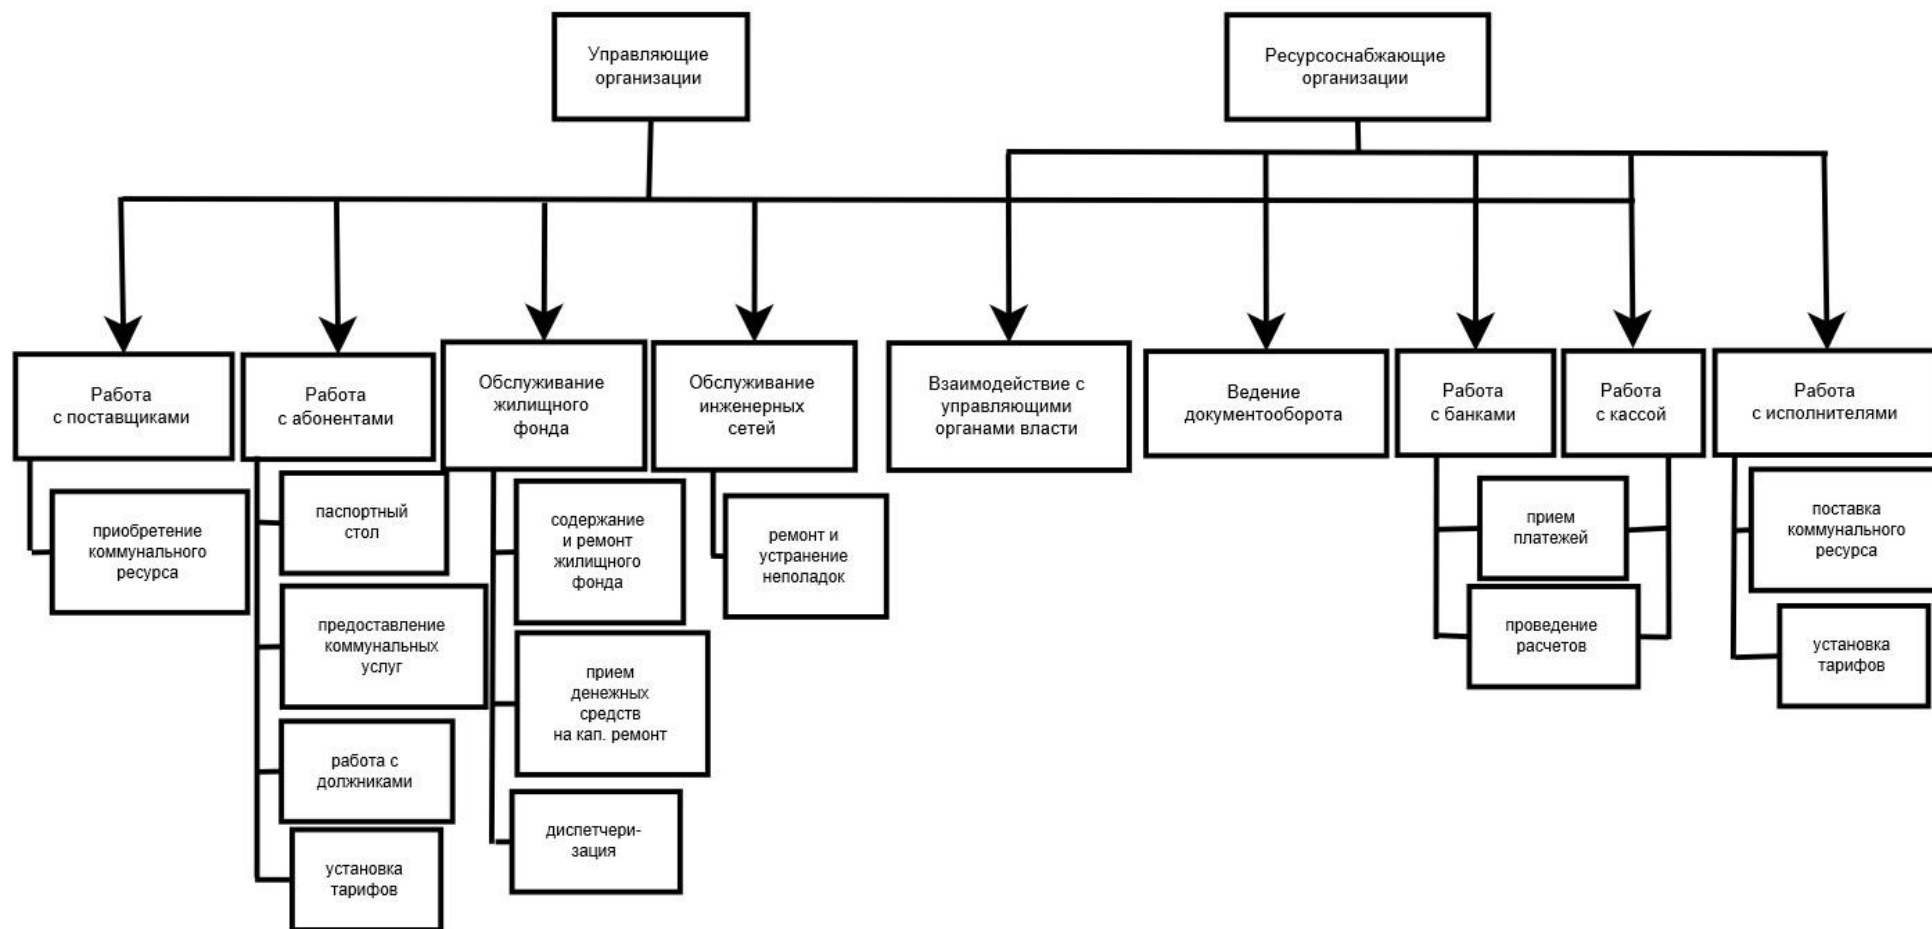 Управляющие
организации
Ресурсоснабжающие
организации
Работа
с поставщиками
Работа
с абонентами
Обслуживание
жилищного
фонда
Обслуживание
инженерных
сетей
Взаимодействие с
управляющими
органами власти
Ведение
документооборота
Работа
с банками
Работа
с кассой
Работа
с исполнителями
приобретение
коммунального
ресурса
паспортный
стол
предоставление
коммунальных
услуг
работа с
должниками
установка
тарифов
содержание
и ремонт
жилищного
фонда
прием
денежных
средств
на кап. ремонт
диспетчери-
зация
ремонт и
устранение
неполадок
прием
платежей
проведение
расчетов
поставка
коммунального
ресурса
установка
тарифов